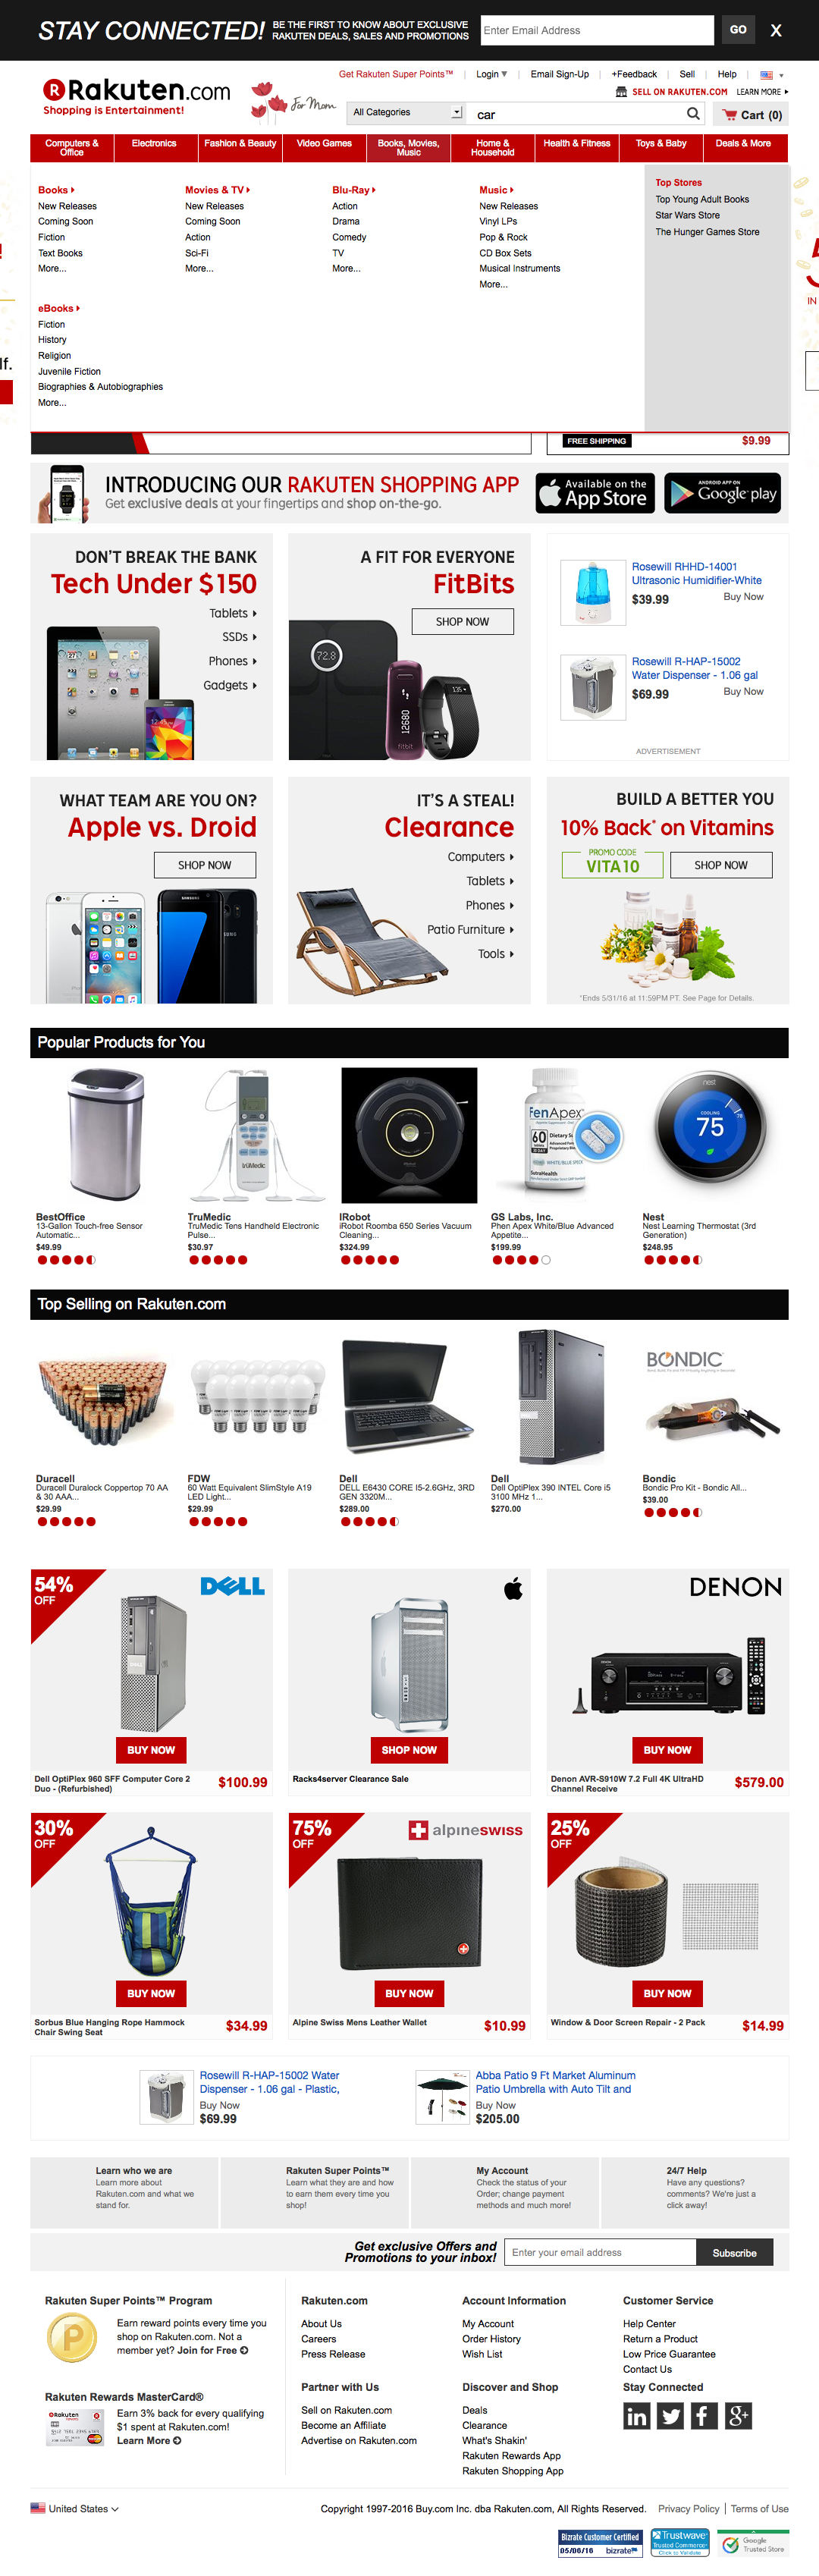 STAY CONNECTED!
BE THE FIRST TO KNOW ABOUT EXCLUSIVE
RAKUTEN DEALS, SALES AND PROMOTIONS
Enter Email Address
GO
X
Get Rakuten Super Points™
Login
Email Sign-Up
+Feedback
Sell
Help
Rakuten.com
Shopping is Entertainment!
For Mom
SELL ON RAKUTEN.COM
LEARN MORE
All Categories
car
Cart (0)
Computers &
Office
Electronics
Fashion & Beauty
Video Games
Books, Movies,
Music
Home &
Household
Health & Fitness
Toys & Baby
Deals & More
Books
New Releases
Coming Soon
Fiction
Text Books
More...
Movies & TV
New Releases
Coming Soon
Action
Sci-Fi
More...
Blu-Ray
Action
Drama
Comedy
TV
More...
Music
New Releases
Vinyl LPs
Pop & Rock
CD Box Sets
Musical Instruments
More...
Top Stores
Top Young Adult Books
Star Wars Store
The Hunger Games Store
eBooks
Fiction
History
Religion
Juvenile Fiction
Biographies & Autobiographies
More...
!
lf.
5
IN
FREE SHIPPING
$9.99
INTRODUCING OUR RAKUTEN SHOPPING APP
Get exclusive deals at your fingertips and shop on-the-go.
Available on the
App Store
ANDROID APP ON
Google play
DON'T BREAK THE BANK
Tech Under $150
Tablets
SSDs
Phones
Gadgets
A FIT FOR EVERYONE
FitBits
SHOP NOW
72.8
12680
fitbit
135
Rosewill RHHD-14001
Ultrasonic Humidifier-White
$39.99
Buy Now
Rosewill R-HAP-15002
Water Dispenser - 1.06 gal
$69.99
Buy Now
ADVERTISEMENT
WHAT TEAM ARE YOU ON?
Apple vs. Droid
SHOP NOW
SAMSUNG
IT'S A STEAL!
Clearance
Computers
Tablets
Phones
Patio Furniture
Tools
BUILD A BETTER YOU
10% Back* on Vitamins
PROMO CODE
VITA10
SHOP NOW
*Ends 5/31/16 at 11:59PM PT. See Page for Details.
Popular Products for You
truMedic
FenApex
60
nest
COOLING
75
BestOffice
13-Gallon Touch-free Sensor
Automatic...
$49.99
TruMedic
TruMedic Tens Handheld Electronic
Pulse...
$30.97
IRobot
iRobot Roomba 650 Series Vacuum
Cleaning...
$324.99
GS Labs, Inc.
Phen Apex White/Blue Advanced
Appetite...
$199.99
Nest
Nest Learning Thermostat (3rd
Generation)
$248.95
Top Selling on Rakuten.com
BONDIC
Duracell
Duracell Duralock Coppertop 70 AA
& 30 AAA...
$29.99
FDW
60 Watt Equivalent SlimStyle A19
LED Light...
$29.99
Dell
DELL E6430 CORE I5-2.6GHz, 3RD
GEN 3320M...
$289.00
Dell
Dell OptiPlex 390 INTEL Core i5
3100 MHz 1...
$270.00
Bondic
Bondic Pro Kit - Bondic All...
$39.00
54%
OFF
DELL
BUY NOW
Dell OptiPlex 960 SFF Computer Core 2
Duo - (Refurbished)
$100.99
SHOP NOW
Racks4server Clearance Sale
DENON
BUY NOW
Denon AVR-S910W 7.2 Full 4K UltraHD
Channel Receive
$579.00
30%
OFF
BUY NOW
Sorbus Blue Hanging Rope Hammock
Chair Swing Seat
$34.99
75%
OFF
alpineswiss
BUY NOW
Alpine Swiss Mens Leather Wallet
$10.99
25%
OFF
BUY NOW
Window & Door Screen Repair - 2 Pack
$14.99
Rosewill R-HAP-15002 Water
Dispenser - 1.06 gal - Plastic,
Buy Now
$69.99
Abba Patio 9 Ft Market Aluminum
Patio Umbrella with Auto Tilt and
Buy Now
$205.00
Learn who we are
Learn more about
Rakuten.com and what we
stand for.
Rakuten Super Points™
Learn what they are and how
to earn them every time you
shop!
My Account
Check the status of your
Order; change payment
methods and much more!
24/7 Help
Have any questions?
comments? We're just a
click away!
Get exclusive Offers and
Promotions to your inbox!
Enter your email address
Subscribe
Rakuten Super Points™ Program
Earn reward points every time you
shop on Rakuten.com. Not a
member yet? Join for Free
Rakuten Rewards MasterCard®
Earn 3% back for every qualifying
$1 spent at Rakuten.com!
Learn More
Rakuten.com
About Us
Careers
Press Release
Account Information
My Account
Order History
Wish List
Customer Service
Help Center
Return a Product
Low Price Guarantee
Contact Us
Partner with Us
Sell on Rakuten.com
Become an Affiliate
Advertise on Rakuten.com
Discover and Shop
Deals
Clearance
What's Shakin'
Rakuten Rewards App
Rakuten Shopping App
Stay Connected
United States
Copyright 1997-2016 Buy.com Inc. dba Rakuten.com, All Rights Reserved.
Privacy Policy
Terms of Use
Bizrate Customer Certified
05/06/16 bizrate
Trustwave
Trusted Commerce
Click to Validate
Google
Trusted Store